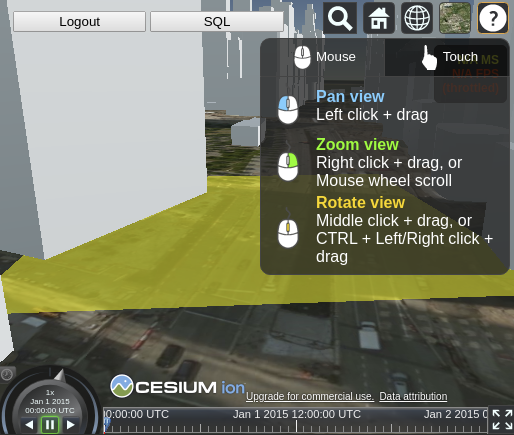 Logout
SQL
?
Mouse
Touch
MS
N/A FPS
Pan view
Left click + drag
Zoom view
Right click + drag, or
Mouse wheel scroll
Rotate view
Middle click + drag, or
CTRL + Left/Right click +
drag
CESIUM ion
Upgrade for commercial use. Data attribution
1x
Jan 1 2015
00:00:00 UTC
0:00:00 UTC
Jan 1 2015 12:00:00 UTC
Jan 2 2015 0